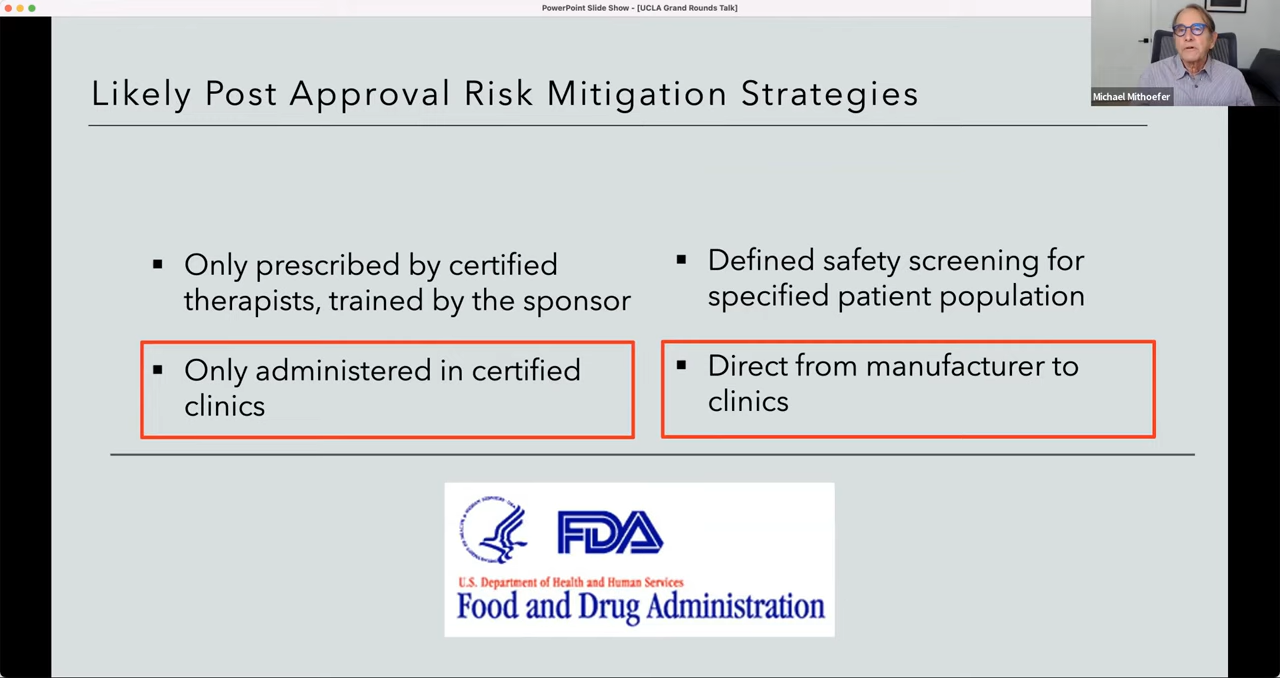 PowerPoint Slide Show - [UCLA Grand Rounds Talk]
Michael Mithoefer
Likely Post Approval Risk Mitigation Strategies
▪ Only prescribed by certified
therapists, trained by the sponsor
▪ Only administered in certified
clinics
▪ Defined safety screening for
specified patient population
▪ Direct from manufacturer to
clinics
FDA
U.S. Department of Health and Human Services
Food and Drug Administration